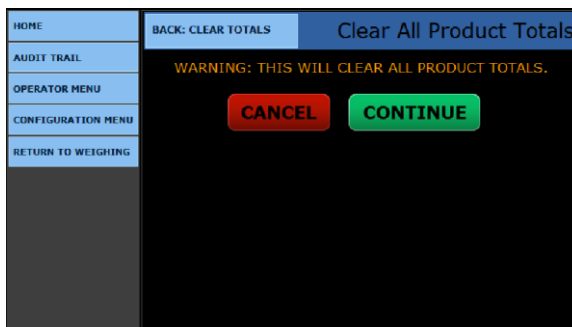 HOME
AUDIT TRAIL
OPERATOR MENU
CONFIGURATION MENU
RETURN TO WEIGHING
BACK: CLEAR TOTALS
Clear All Product Totals
WARNING: THIS WILL CLEAR ALL PRODUCT TOTALS.
CANCEL
CONTINUE